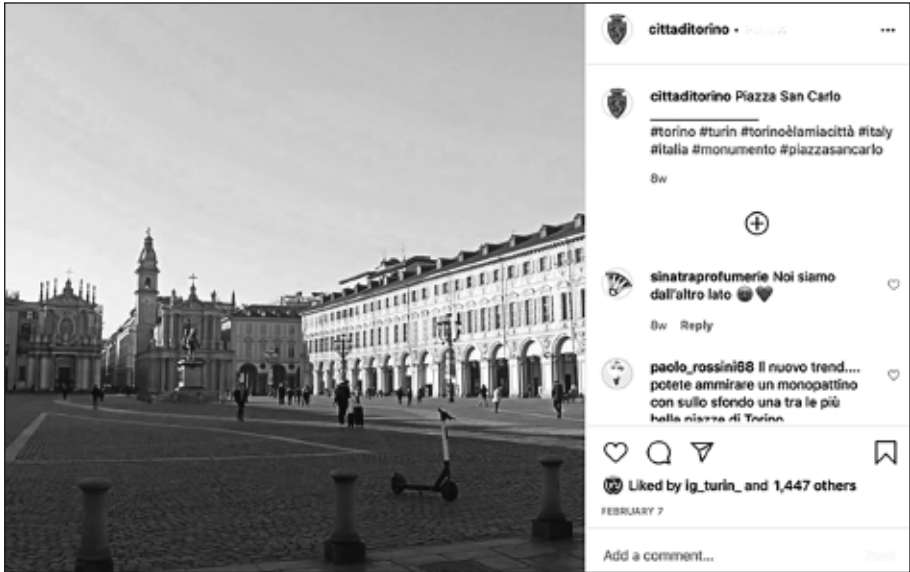 cittaditorino •
cittaditorino Piazza San Carlo
#torino #turin #torinoèlamiacittà #italy
#italia #monumento #piazzasancarlo
8w
sinatraprofumerie Noi siamo
dall'altro lato
8w Reply
paolo_rossini68 Il nuovo trend....
potete ammirare un monopattino
con sullo sfondo una tra le più
belle piazze di Torino
Liked by ig_turin_ and 1,447 others
FEBRUARY 7
Add a comment...
Post